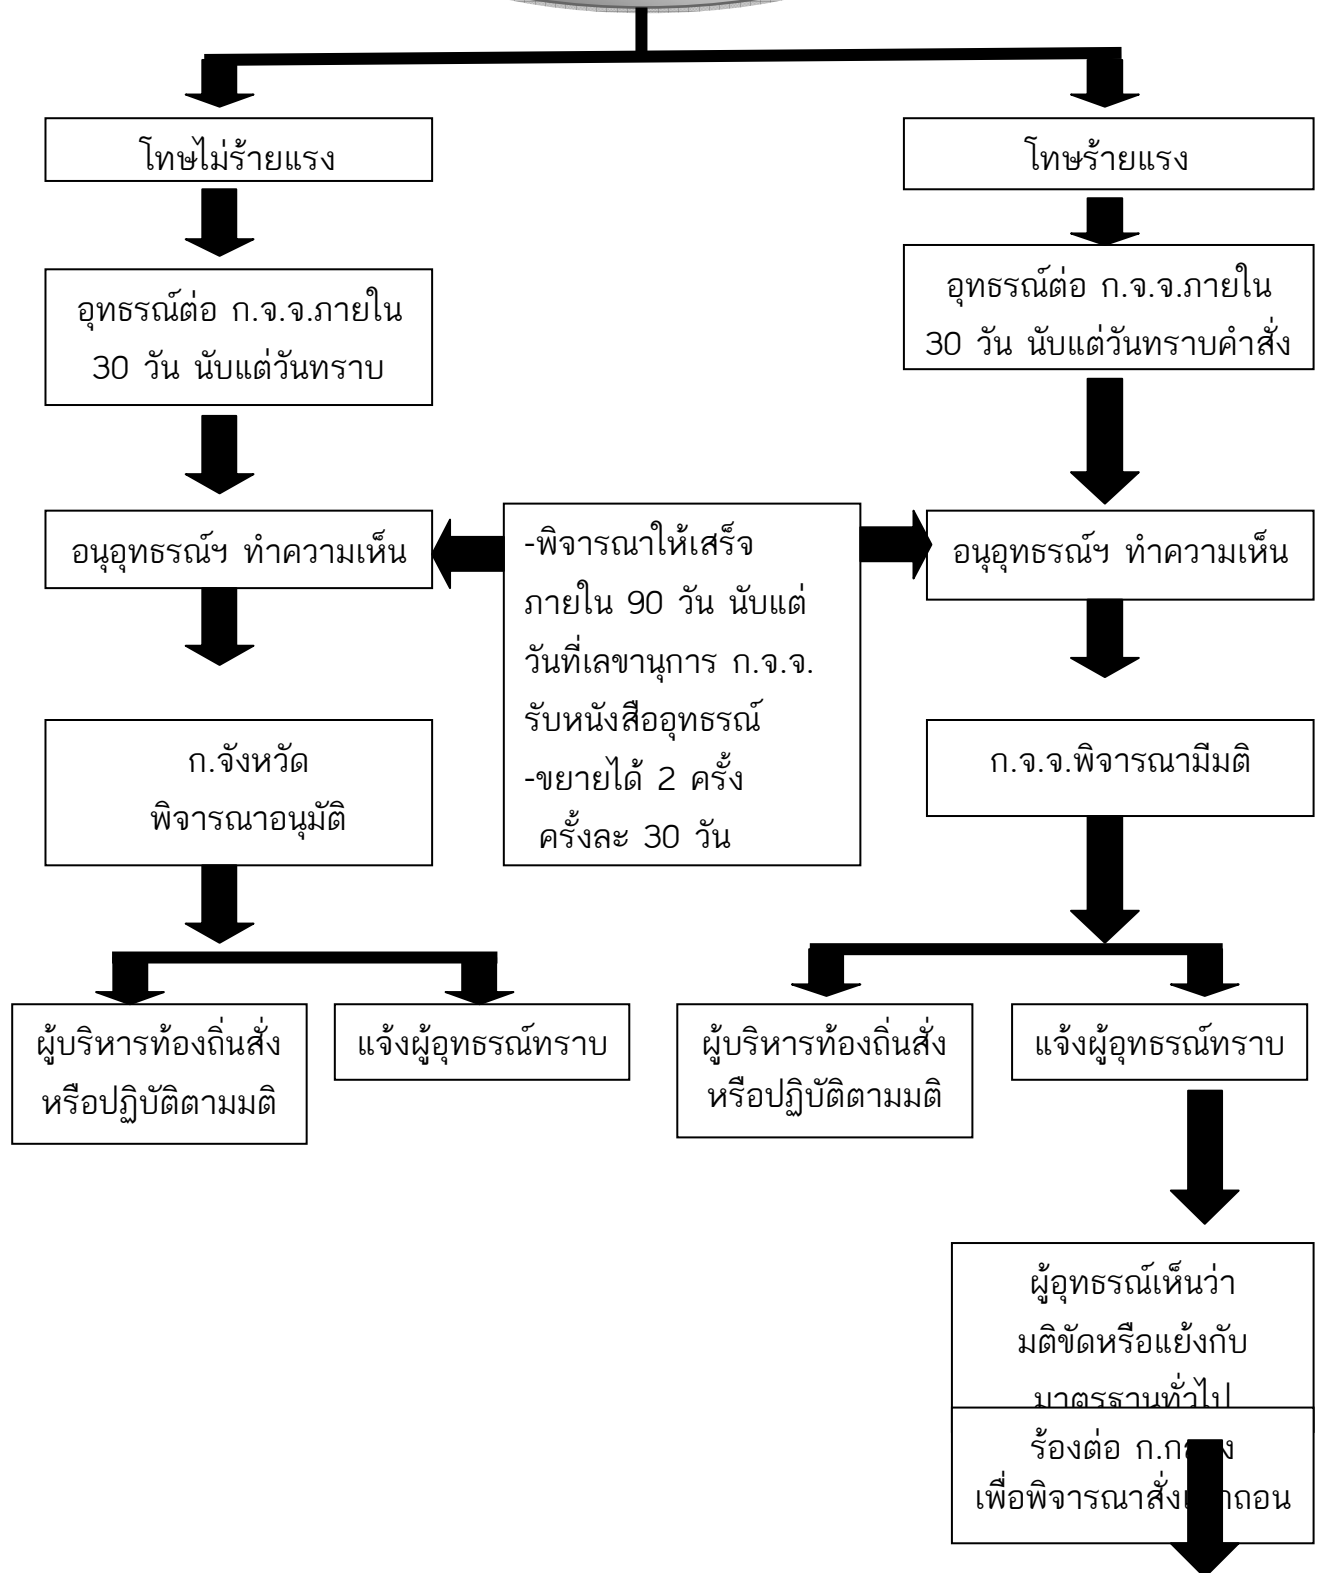 โทษไม่ร้ายแรง
โทษร้ายแรง
อุทธรณ์ต่อ ก.จ.จ.ภายใน
30 วัน นับแต่วันทราบ
อุทธรณ์ต่อ ก.จ.จ.ภายใน
30 วัน นับแต่วันทราบคำสั่ง
อนุอุทธรณ์ฯ ทำความเห็น
-พิจารณาให้เสร็จ
ภายใน 90 วัน นับแต่
วันที่เลขานุการ ก.จ.จ.
รับหนังสืออุทธรณ์
-ขยายได้ 2 ครั้ง
ครั้งละ 30 วัน
อนุอุทธรณ์ฯ ทำความเห็น
ก.จังหวัด
พิจารณาอนุมัติ
ก.จ.จ.พิจารณามีมติ
ผู้บริหารท้องถิ่นสั่ง
หรือปฏิบัติตามมติ
แจ้งผู้อุทธรณ์ทราบ
ผู้บริหารท้องถิ่นสั่ง
หรือปฏิบัติตามมติ
แจ้งผู้อุทธรณ์ทราบ
ผู้อุทธรณ์เห็นว่า
มติขัดหรือแย้งกับ
มาตรฐานทั่วไป
ร้องต่อ
เพื่อพิจารณาสั่ง